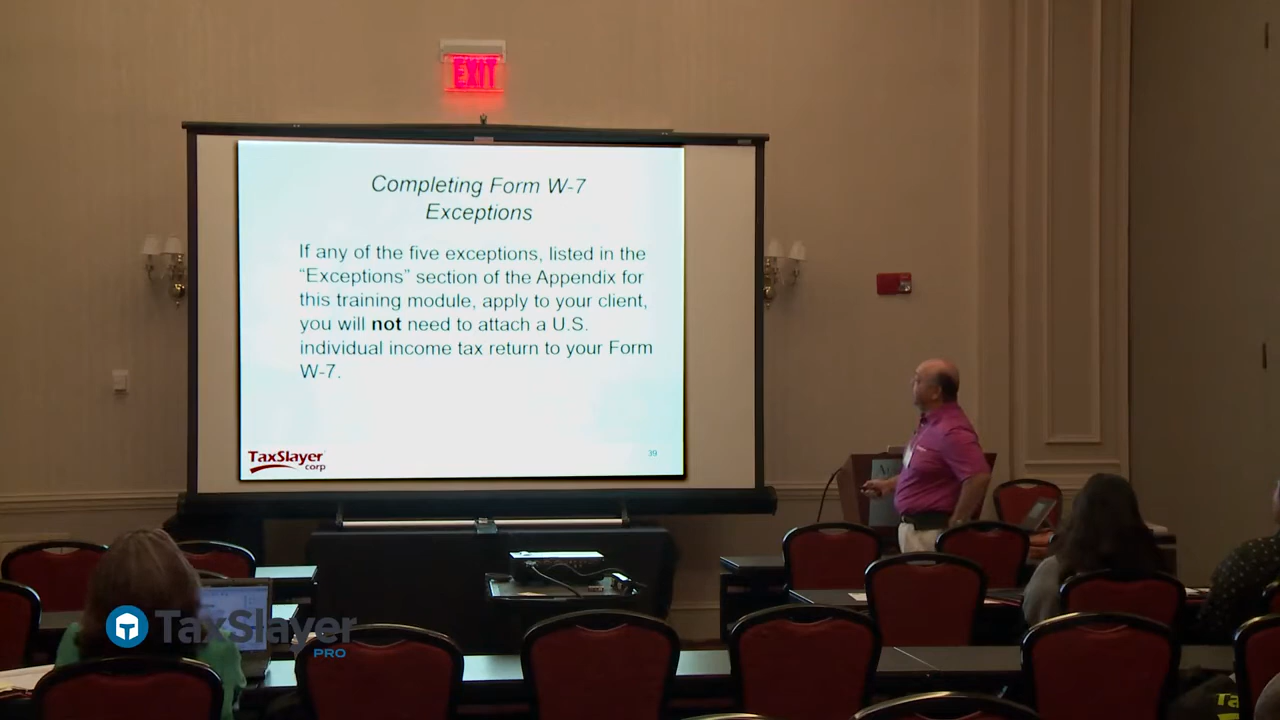 EXIT
Completing Form W-7
Exceptions
If any of the five exceptions, listed in the
“Exceptions” section of the Appendix for
this training module, apply to your client,
you will not need to attach a U.S.
individual income tax return to your Form
W-7.
TaxSlayer
corp
39
TaxSlayer
PRO